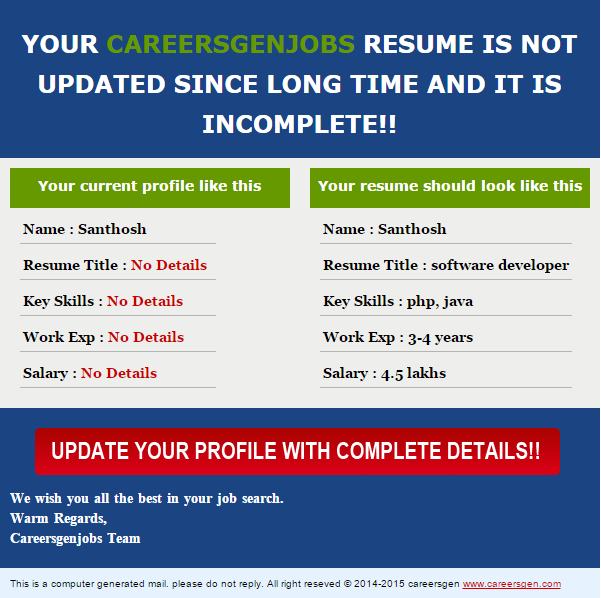 YOUR CAREERSGENJOBS RESUME IS NOT
UPDATED SINCE LONG TIME AND IT IS
INCOMPLETE!!
Your current profile like this
Name : Santhosh
Resume Title : No Details
Key Skills : No Details
Work Exp : No Details
Salary : No Details
Your resume should look like this
Name : Santhosh
Resume Title : software developer
Key Skills : php, java
Work Exp : 3-4 years
Salary : 4.5 lakhs
UPDATE YOUR PROFILE WITH COMPLETE DETAILS!!
We wish you all the best in your job search.
Warm Regards,
Careersgenjobs Team
This is a computer generated mail. please do not reply. All right reseved © 2014-2015 careersgen www.careersgen.com